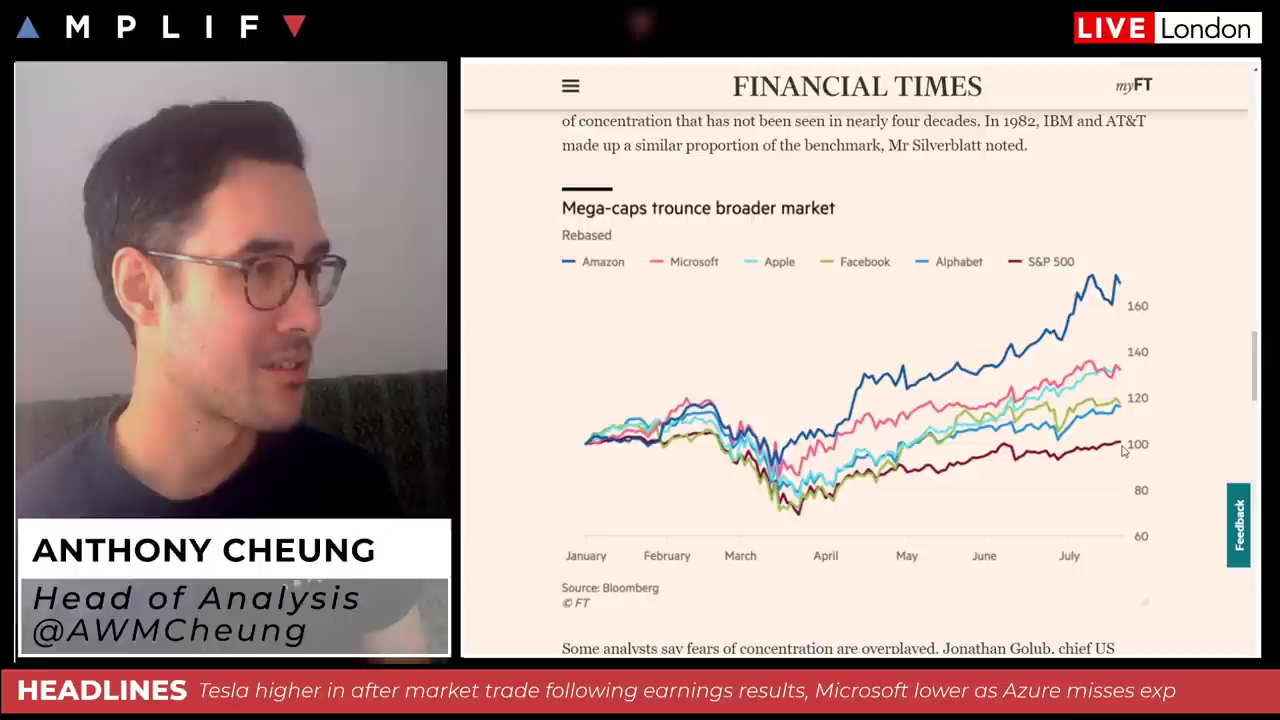 ▲ M P L I F ▼
LIVE London
FINANCIAL TIMES
myFT
of concentration that has not been seen in nearly four decades. In 1982, IBM and AT&T
made up a similar proportion of the benchmark, Mr Silverblatt noted.
Mega-caps trounce broader market
Rebased
Amazon Microsoft Apple Facebook Alphabet S&P 500
160
140
120
100
80
60
January February March April May June July
Source: Bloomberg
© FT
Some analysts say fears of concentration are overplayed. Jonathan Golub, chief US
Feedback
ANTHONY CHEUNG
Head of Analysis
@AWMCheung
HEADLINES Tesla higher in after market trade following earnings results, Microsoft lower as Azure misses exp